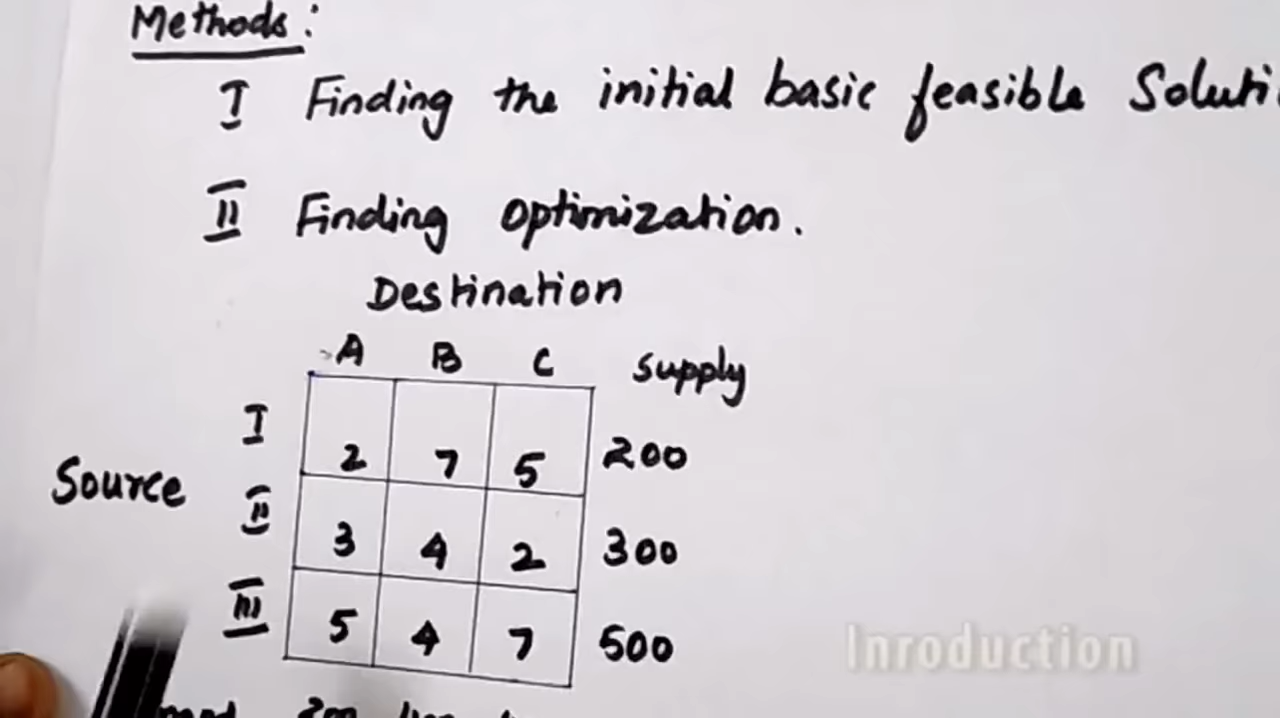 Methods:
I Finding the initial basic feasible Soluti
II Finding Optimization.
Destination
A B C Supply
I 2 7 5 200
Source
II 3 4 2 300
III 5 4 7 500
Inroduction